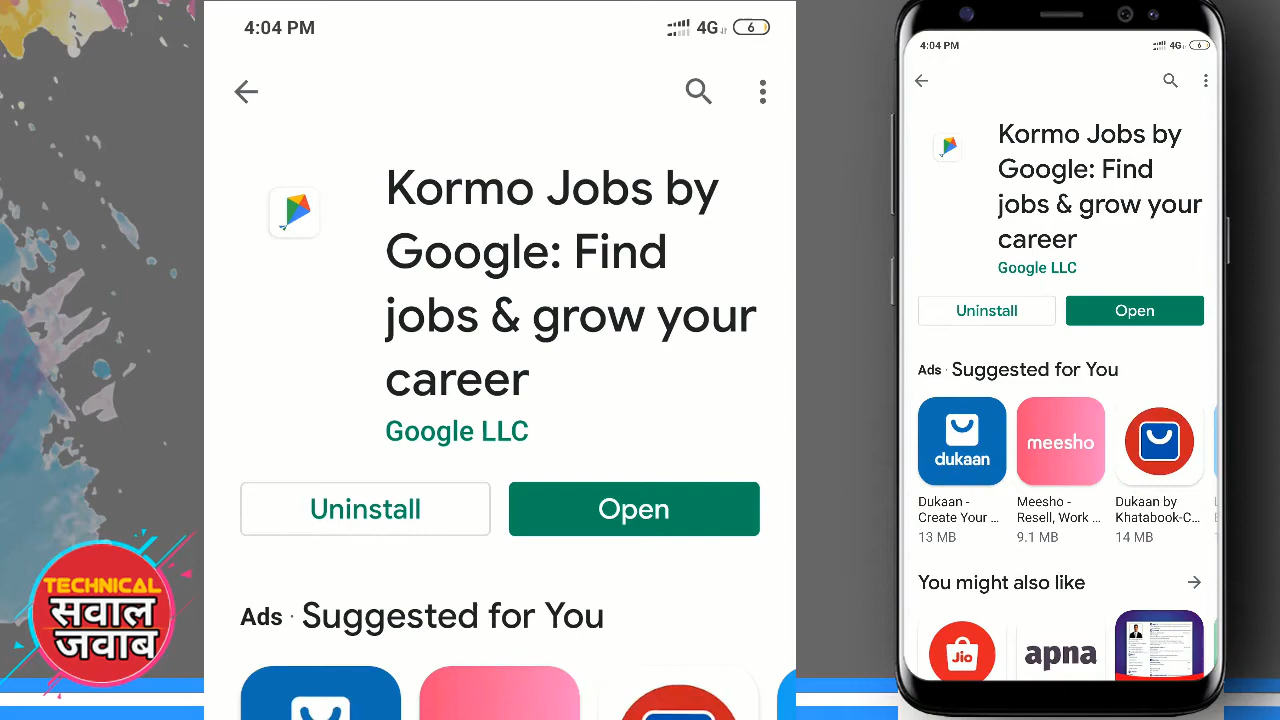 4:04 PM
4G
6
Kormo Jobs by
Google: Find
jobs & grow your
career
Google LLC
Uninstall
Open
Ads · Suggested for You
TECHNICAL
सवाल
जवाब
4:04 PM
4G
6
Kormo Jobs by
Google: Find
jobs & grow your
career
Google LLC
Uninstall
Open
Ads · Suggested for You
dukaan
meesho
Dukaan -
Create Your ...
13 MB
Meesho -
Resell, Work ...
9.1 MB
Dukaan by
Khatabook-C...
14 MB
You might also like
Jio
apna